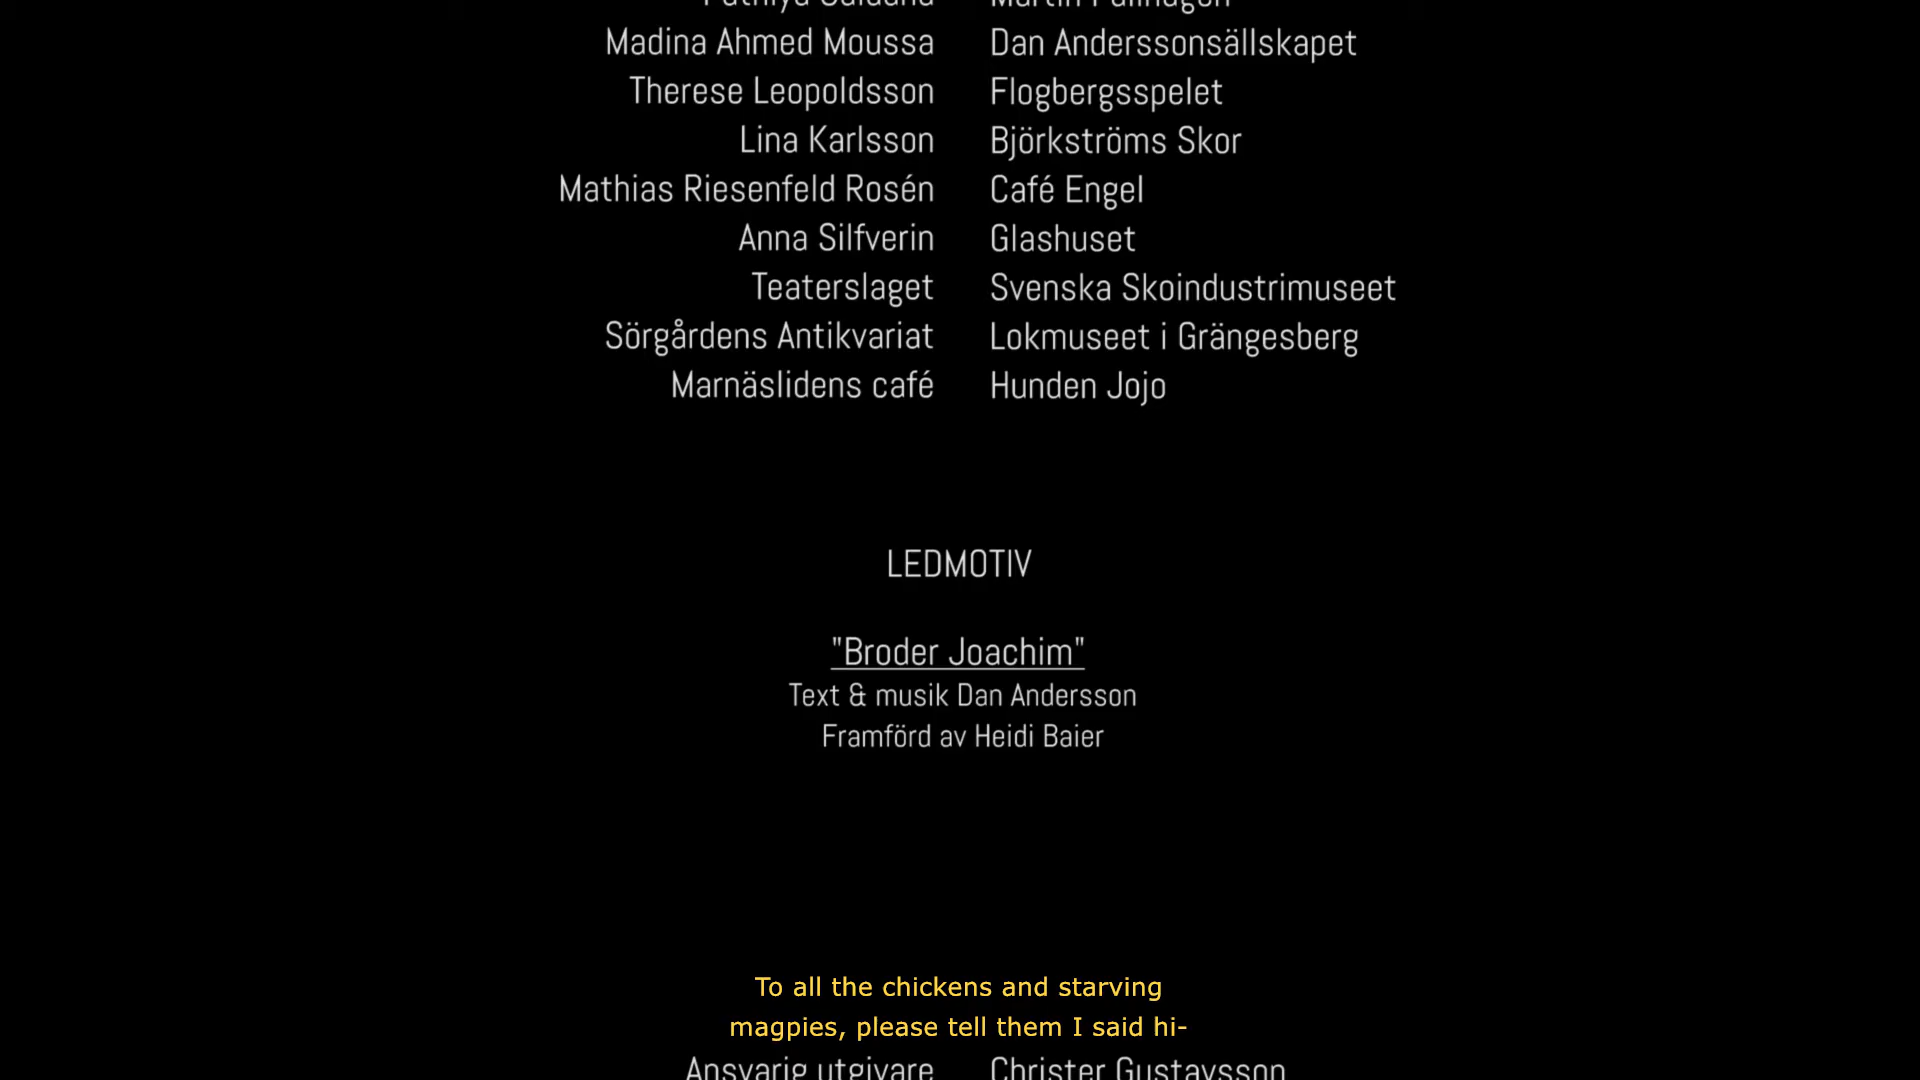 Madina Ahmed Moussa Dan Anderssonsällskapet
Therese Leopoldsson Flogbergsspelet
Lina Karlsson Björkströms Skor
Mathias Riesenfeld Rosén Café Engel
Anna Silfverin Glashuset
Teaterslaget Svenska Skoindustrimuseet
Sörgårdens Antikvariat Lokmuseet i Grängesberg
Marnäslidens café Hunden Jojo
LEDMOTIV
"Broder Joachim"
Text & musik Dan Andersson
Framförd av Heidi Baier
To all the chickens and starving
magpies, please tell them I said hi-
Ansvarig utgivare Christer Gustavsson